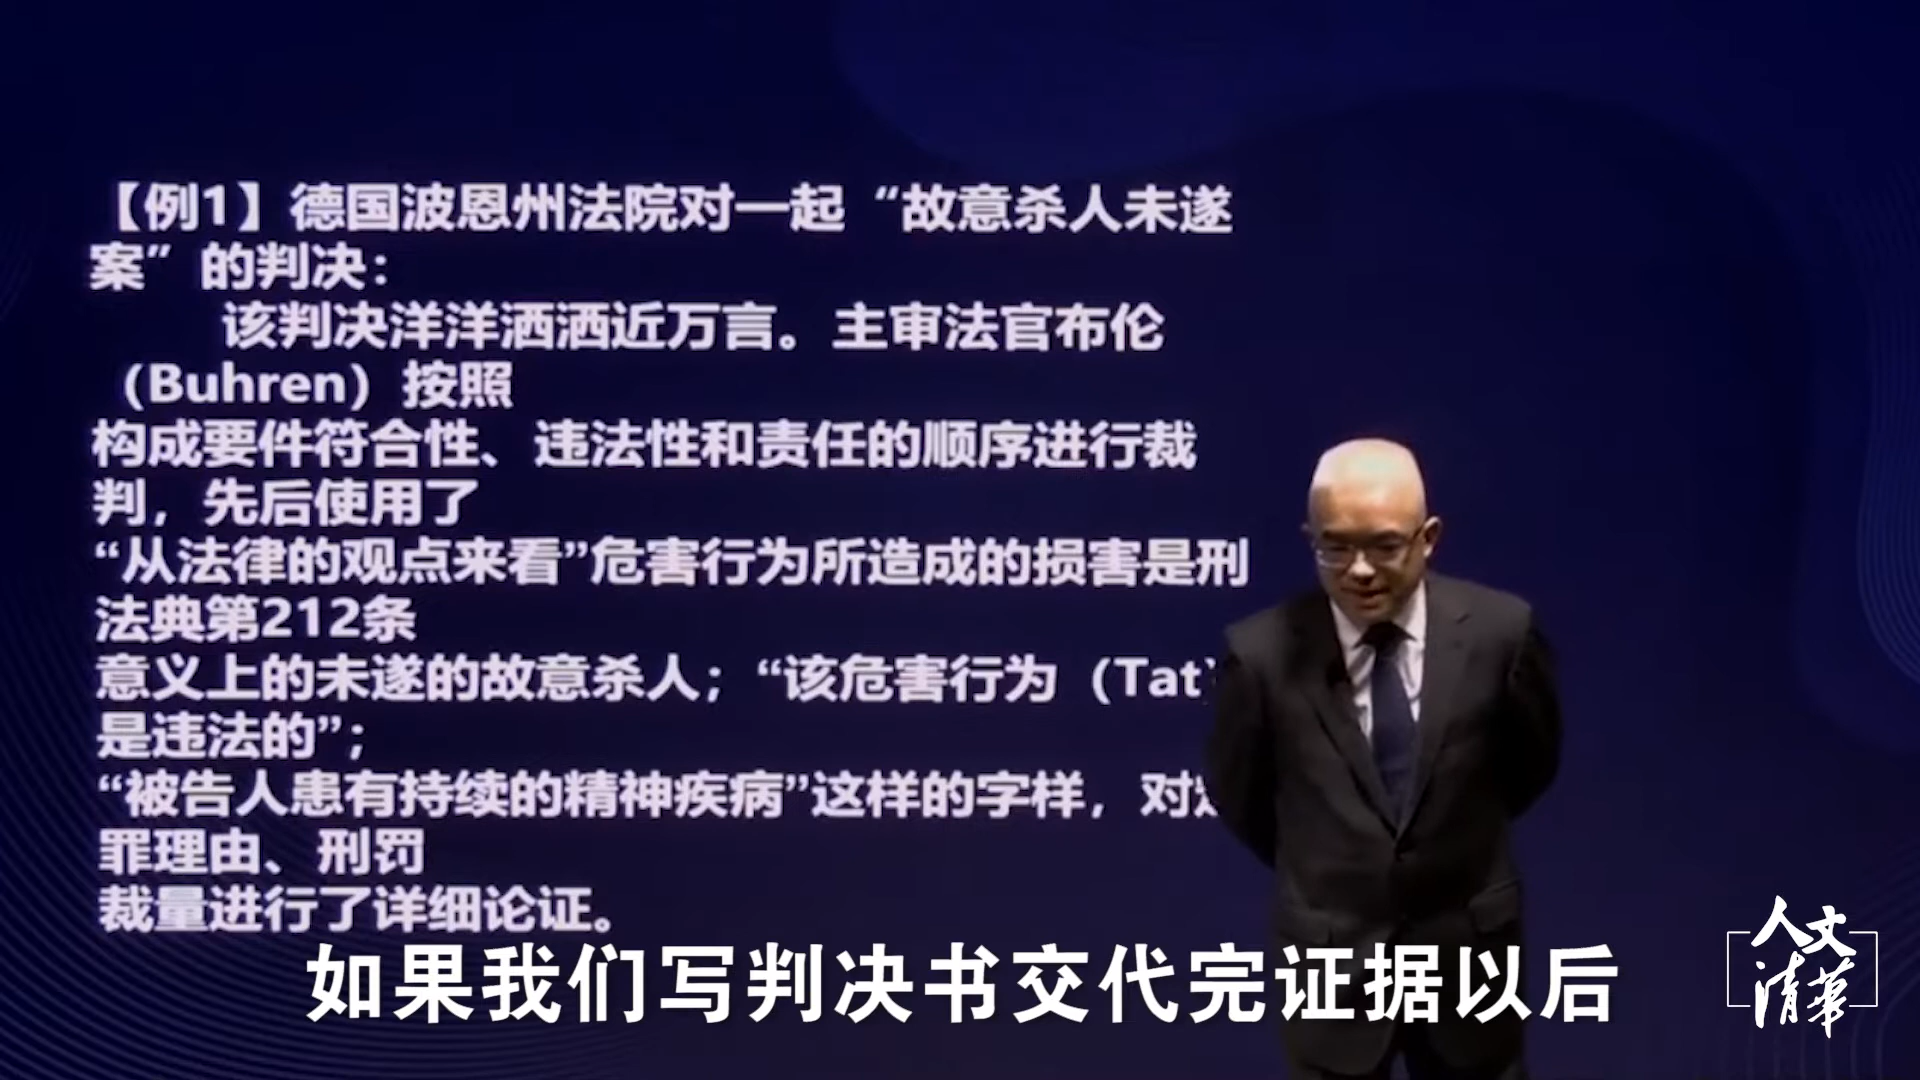 【例1】德国波恩州法院对一起“故意杀人未遂
案”的判决：
该判决洋洋洒洒近万言。主审法官布伦
（Buhren）按照
构成要件符合性、违法性和责任的顺序进行裁
判，先后使用了
“从法律的观点来看”危害行为所造成的损害是刑
法典第212条
意义上的未遂的故意杀人；“该危害行为（Tat）
是违法的”；
“被告人患有持续的精神疾病”这样的字样，对
罪理由、刑罚
裁量进行了详细论证。
如果我们写判决书交代完证据以后
人文
清華